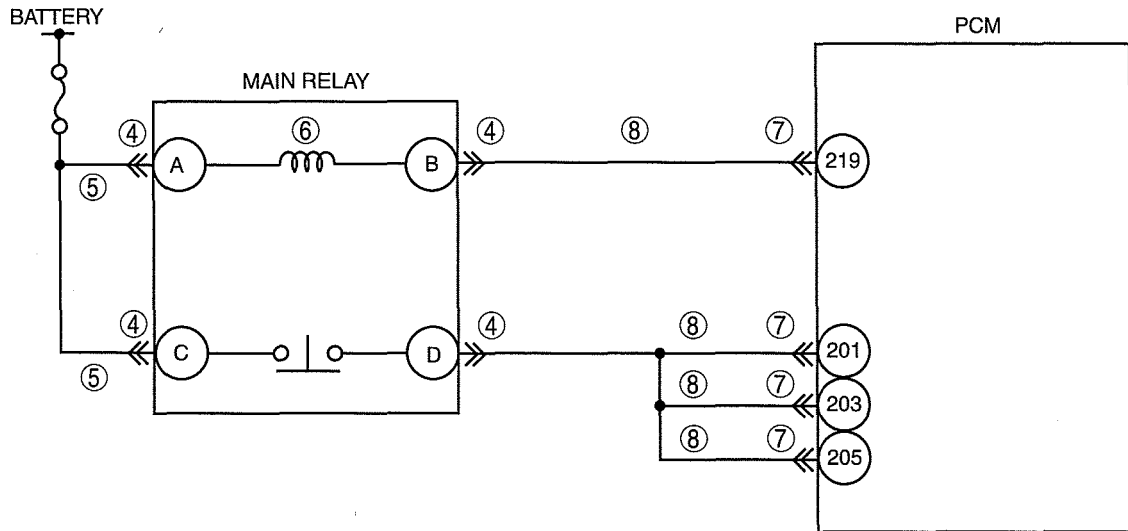 BATTERY
PCM
MAIN RELAY
④ ⑥ ④ ⑧ ⑦
A B 219
⑤
④ ④ ⑧ ⑦
C D 201
⑤ ⑧ ⑦
203
⑧ ⑦
205